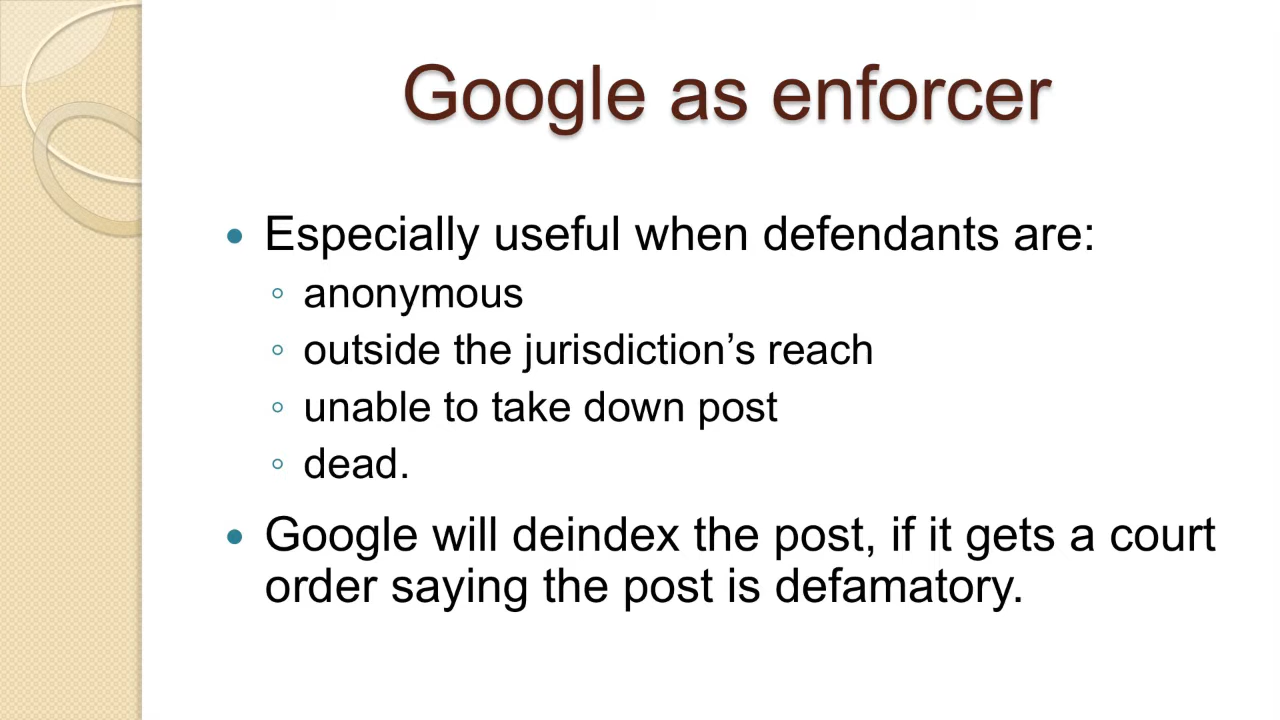 Google as enforcer
• Especially useful when defendants are:
◦ anonymous
◦ outside the jurisdiction’s reach
◦ unable to take down post
◦ dead.
• Google will deindex the post, if it gets a court
order saying the post is defamatory.